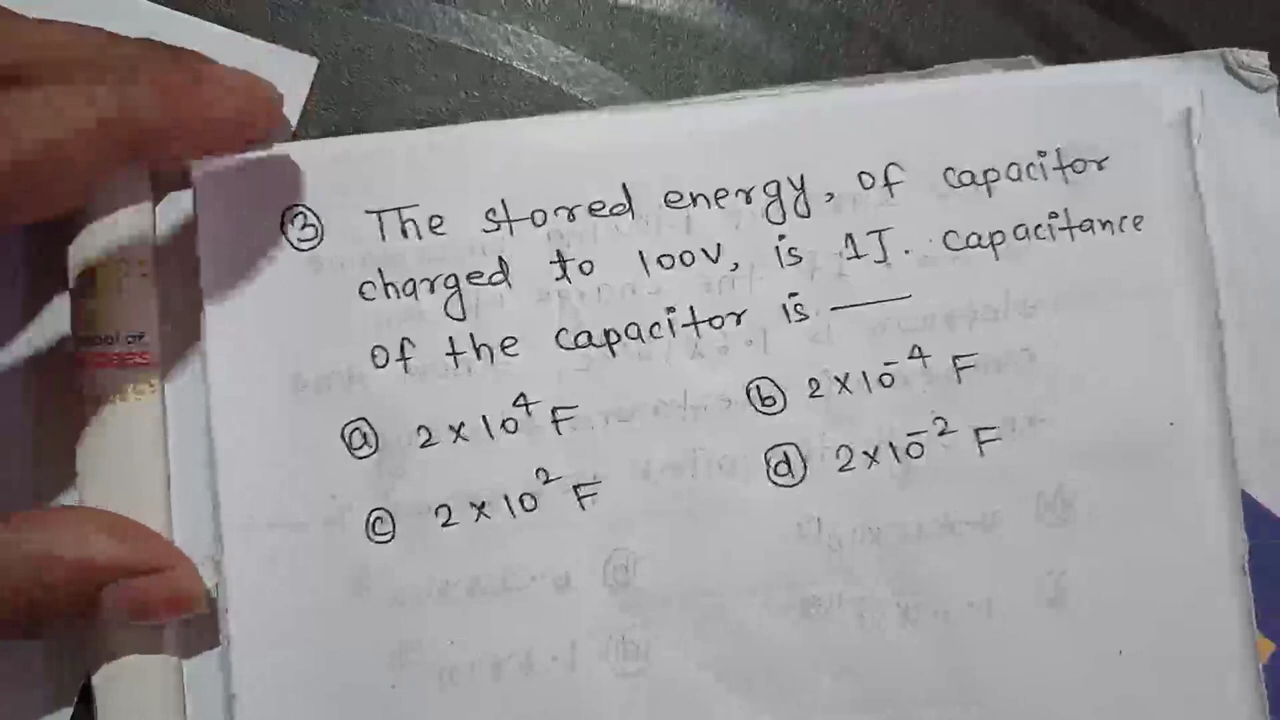 ③ The stored energy, of capacitor
charged to 100V, is 1J. capacitance
of the capacitor is ——
ⓐ 2 × 10⁴ F ⓑ 2 × 10⁻⁴ F
ⓒ 2 × 10² F ⓓ 2 × 10⁻² F